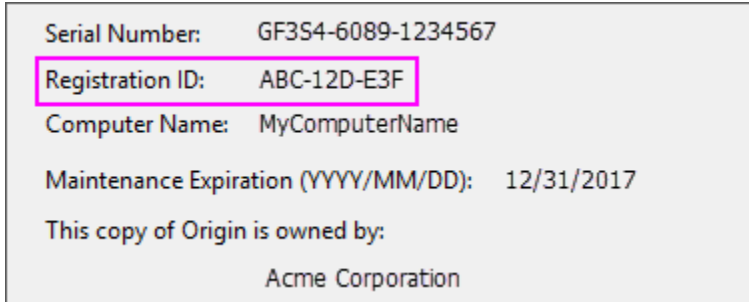 Serial Number: GF3S4-6089-1234567
Registration ID: ABC-12D-E3F
Computer Name: MyComputerName
Maintenance Expiration (YYYY/MM/DD): 12/31/2017
This copy of Origin is owned by:
Acme Corporation